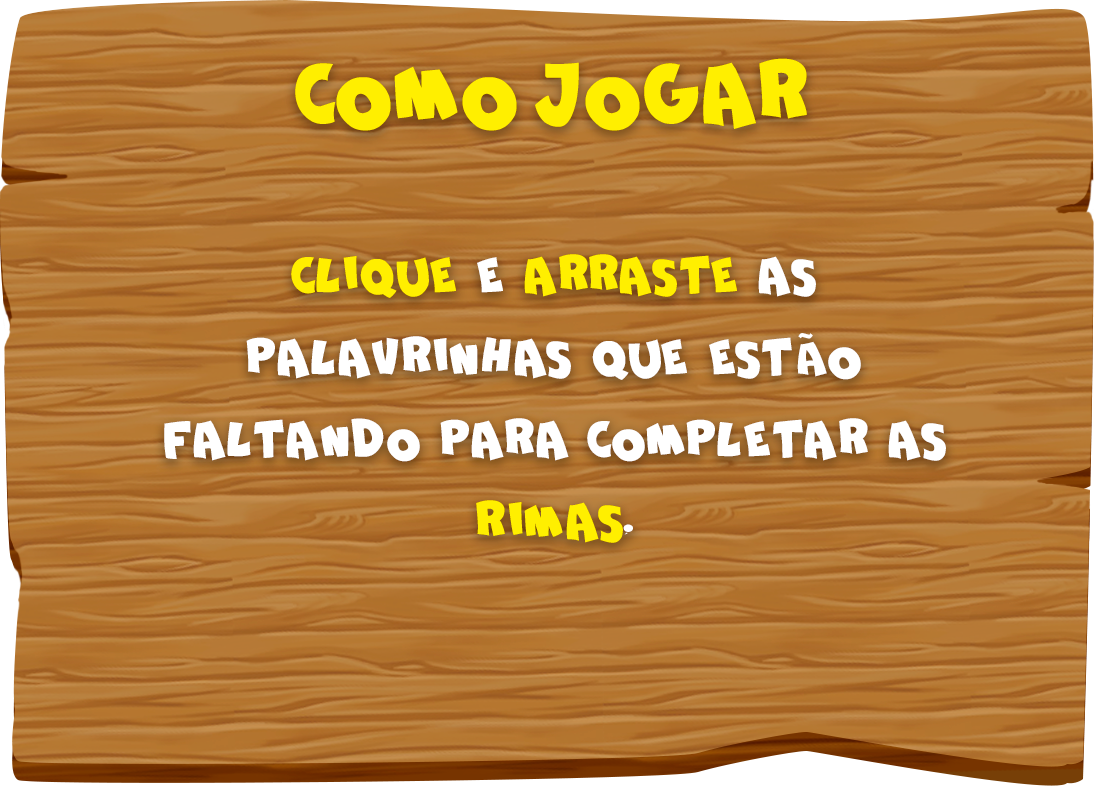 COMO JOGAR
CLIQUE E ARRASTE AS
PALAVRINHAS QUE ESTÃO
FALTANDO PARA COMPLETAR AS
RIMAS.